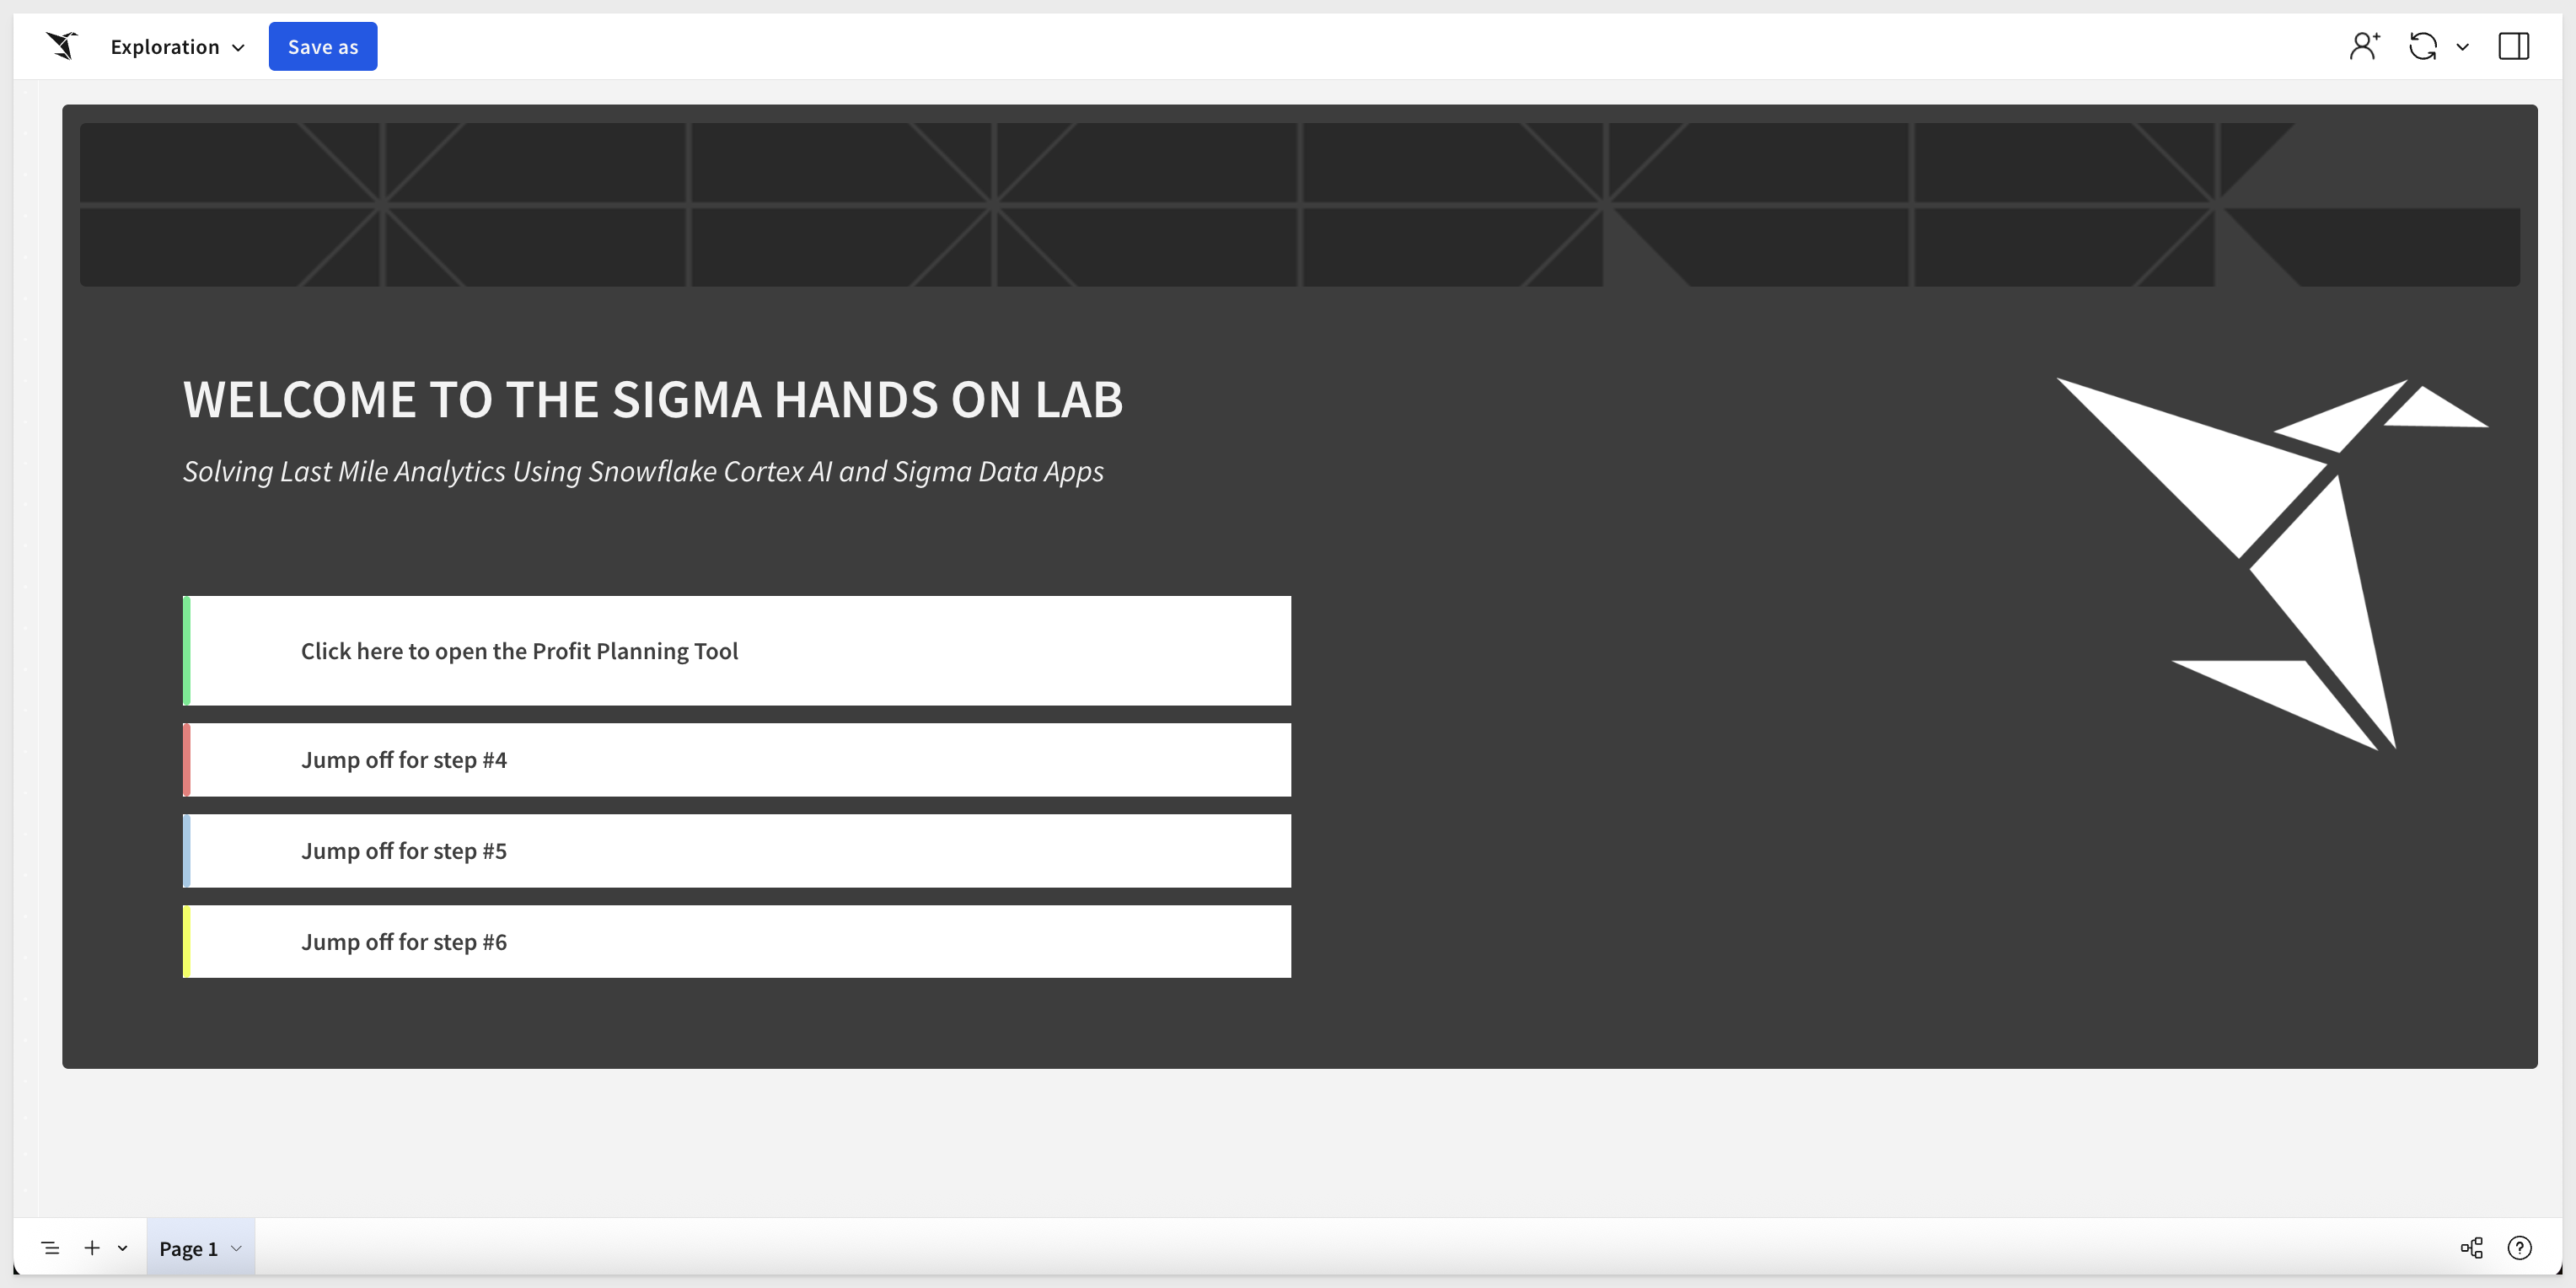 Exploration
Save as
WELCOME TO THE SIGMA HANDS ON LAB
Solving Last Mile Analytics Using Snowflake Cortex AI and Sigma Data Apps
Click here to open the Profit Planning Tool
Jump off for step #4
Jump off for step #5
Jump off for step #6
Page 1